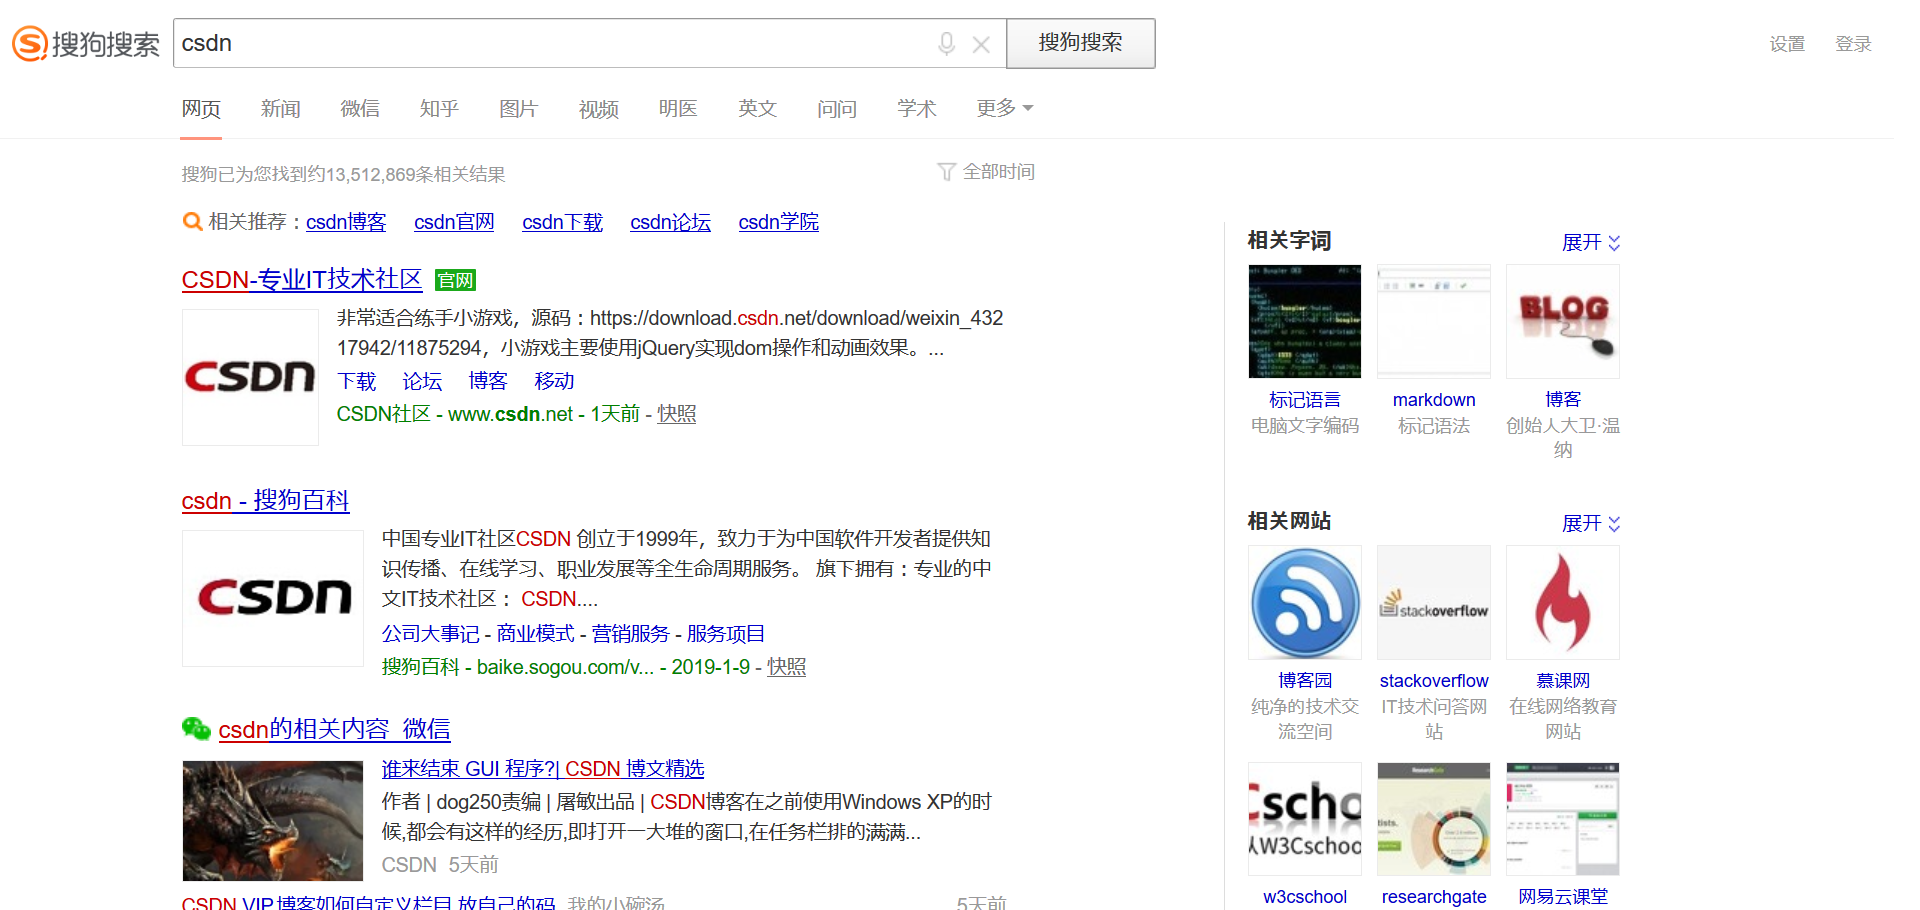 搜狗搜索
csdn
搜狗搜索
设置 登录
网页 新闻 微信 知乎 图片 视频 明医 英文 问问 学术 更多
搜狗已为您找到约13,512,869条相关结果
全部时间
相关推荐：csdn博客 csdn官网 csdn下载 csdn论坛 csdn学院
CSDN-专业IT技术社区 官网
CSDN
非常适合练手小游戏，源码：https://download.csdn.net/download/weixin_432
17942/11875294，小游戏主要使用jQuery实现dom操作和动画效果。...
下载 论坛 博客 移动
CSDN社区 - www.csdn.net - 1天前 - 快照
csdn - 搜狗百科
CSDN
中国专业IT社区CSDN 创立于1999年，致力于为中国软件开发者提供知
识传播、在线学习、职业发展等全生命周期服务。 旗下拥有：专业的中
文IT技术社区： CSDN....
公司大事记 - 商业模式 - 营销服务 - 服务项目
搜狗百科 - baike.sogou.com/v... - 2019-1-9 - 快照
csdn的相关内容_微信
谁来结束 GUI 程序?| CSDN 博文精选
作者 | dog250责编 | 屠敏出品 | CSDN博客在之前使用Windows XP的时
候,都会有这样的经历,即打开一大堆的窗口,在任务栏排的满满...
CSDN 5天前
CSDN VIP博客如何自定义栏目,放自己的码 我的小碗汤 5天前
相关字词 展开
BLOG
标记语言 markdown 博客
电脑文字编码 标记语法 创始人大卫·温
纳
相关网站 展开
stackoverflow
博客园 stackoverflow 慕课网
纯净的技术交 IT技术问答网 在线网络教育
流空间 站 网站
Cscho
从W3Cschool
ResearchGate
w3cschool researchgate 网易云课堂